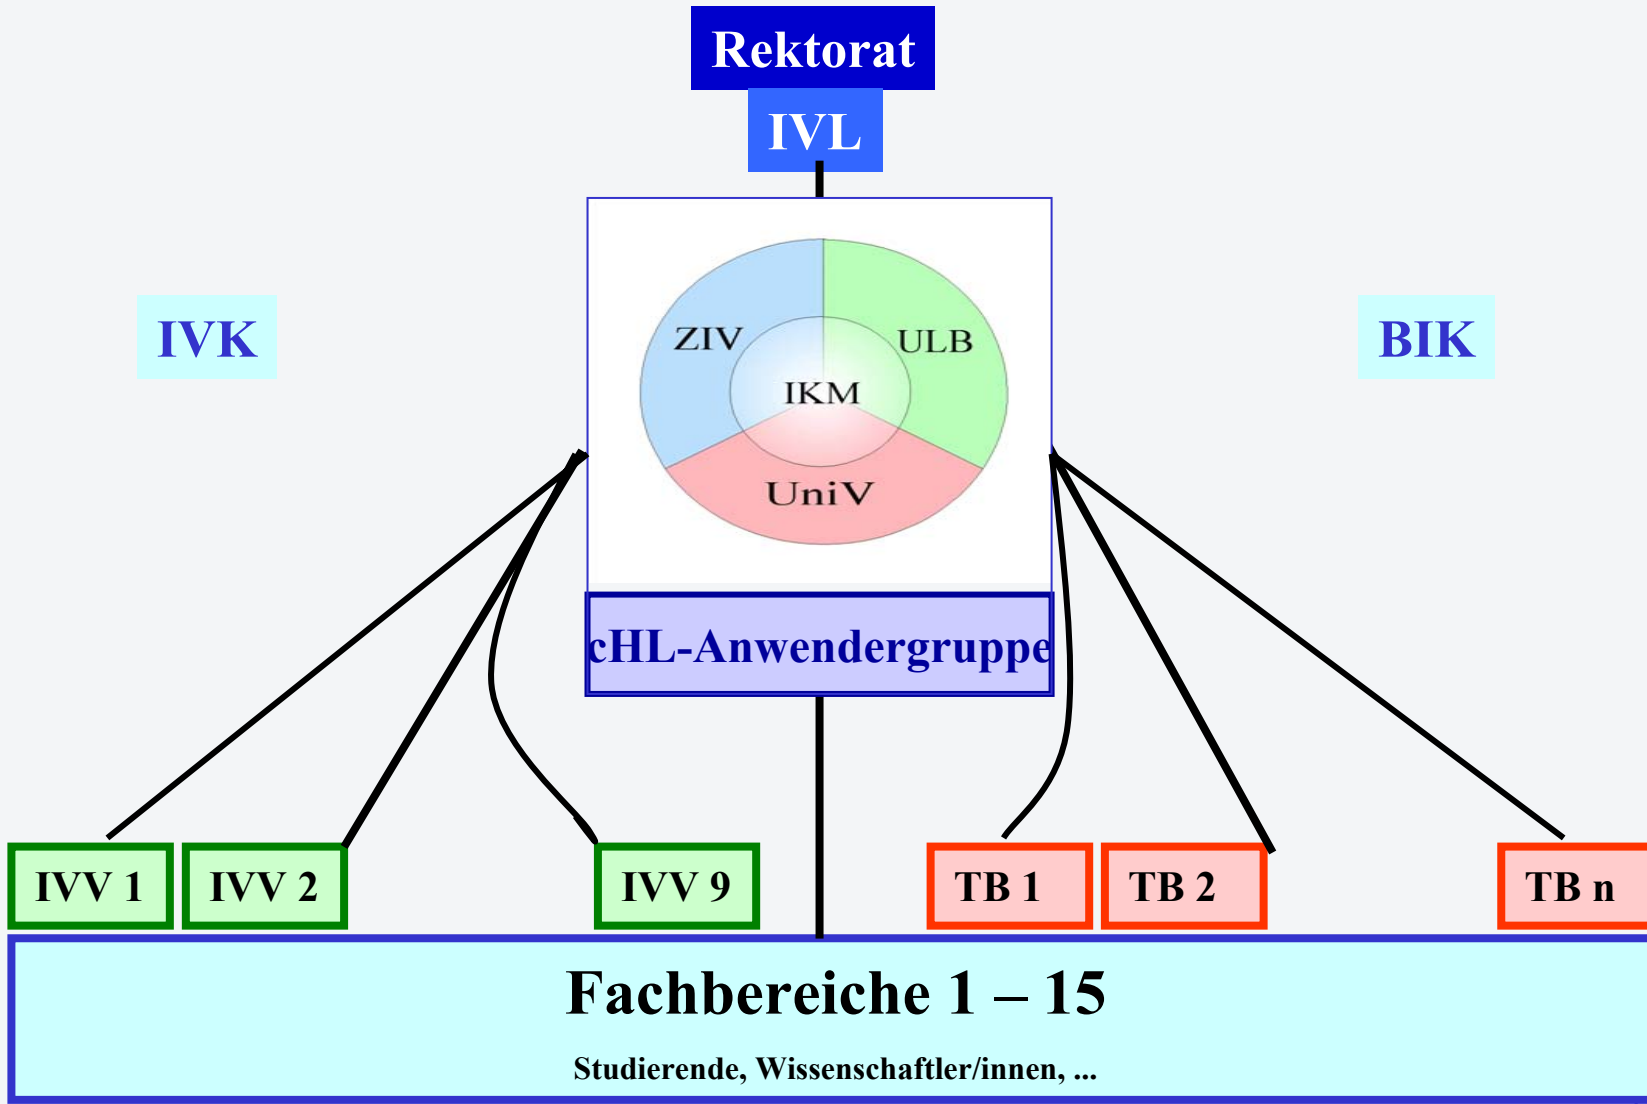 Rektorat
IVL
IVK
BIK
ZIV
ULB
IKM
UniV
cHL-Anwendergruppe
IVV 1
IVV 2
IVV 9
TB 1
TB 2
TB n
Fachbereiche 1 – 15
Studierende, Wissenschaftler/innen, ...